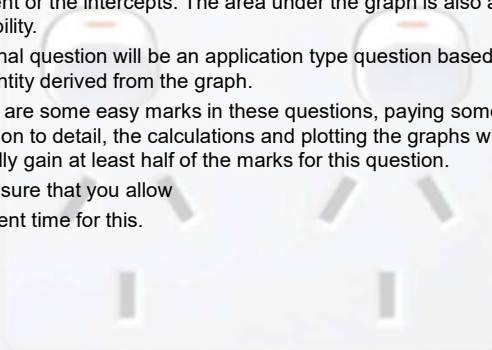 ent or the intercepts. The area under the graph is also a
bility.
nal question will be an application type question based
ntity derived from the graph.
are some easy marks in these questions, paying some
on to detail, the calculations and plotting the graphs w
lly gain at least half of the marks for this question.
sure that you allow
ent time for this.